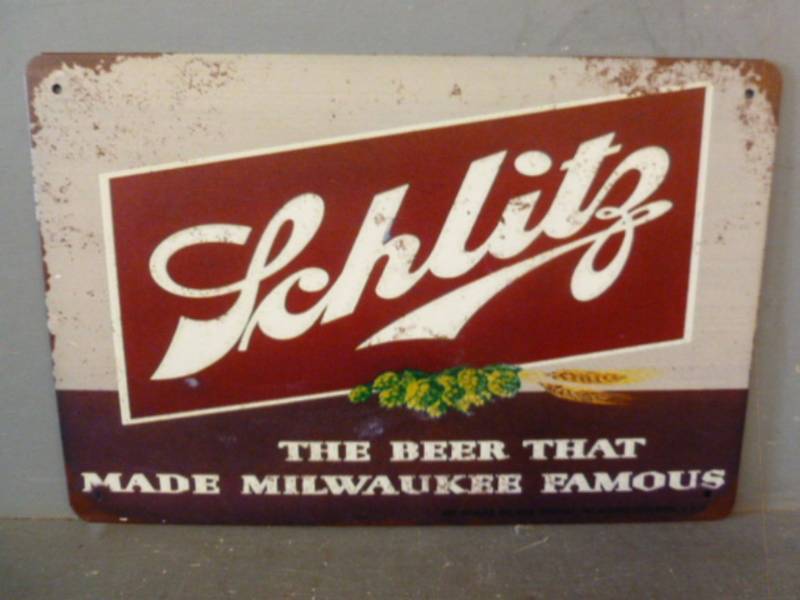 Schlitz
THE BEER THAT
MADE MILWAUKEE FAMOUS